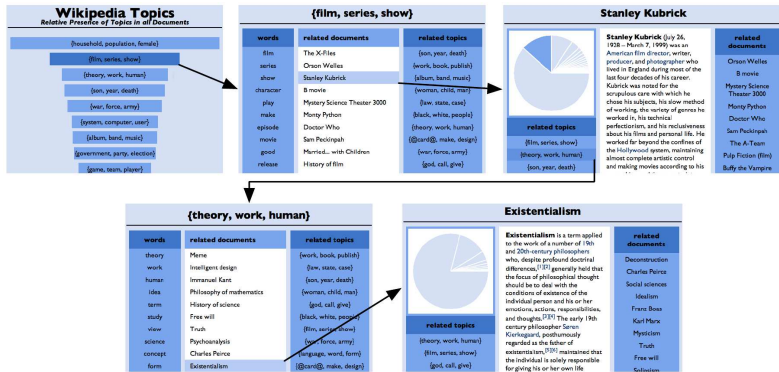 Wikipedia Topics
Relative Presence of Topics in all Documents
{household, population, female}
{film, series, show}
{theory, work, human}
{son, year, death}
{war, force, army}
{system, computer, user}
{album, band, music}
{government, party, election}
{game, team, player}
{film, series, show}
words
related documents
related topics
film
The X-Files
{son, year, death}
series
Orson Welles
{work, book, publish}
show
Stanley Kubrick
{album, band, music}
character
B movie
{woman, child, man}
play
Mystery Science Theater 3000
{law, state, case}
make
Monty Python
{black, white, people}
episode
Doctor Who
{theory, work, human}
movie
Sam Peckinpah
{@card@, make, design}
good
Married... with Children
{war, force, army}
release
History of film
{god, call, give}
Stanley Kubrick
related topics
{film, series, show}
{theory, work, human}
{son, year, death}
Stanley Kubrick (July 26,
1928 – March 7, 1999) was an
American film director, writer,
producer, and photographer who
lived in England during most of the
last four decades of his career.
Kubrick was noted for the
scrupulous care with which he
chose his subjects, his slow method
of working, the variety of genres he
worked in, his technical
perfectionism, and his reclusiveness
about his films and personal life. He
worked far beyond the confines of
the Hollywood system, maintaining
almost complete artistic control
and making movies according to his
related
documents
Orson Welles
B movie
Mystery Science
Theater 3000
Monty Python
Doctor Who
Sam Peckinpah
The A-Team
Pulp Fiction (film)
Buffy the Vampire
{theory, work, human}
words
related documents
related topics
theory
Meme
{work, book, publish}
work
Intelligent design
{law, state, case}
human
Immanuel Kant
{son, year, death}
idea
Philosophy of mathematics
{woman, child, man}
term
History of science
{god, call, give}
study
Free will
{black, white, people}
view
Truth
{film, series, show}
science
Psychoanalysis
{war, force, army}
concept
Charles Peirce
{language, word, form}
form
Existentialism
{@card@, make, design}
Existentialism
related topics
{theory, work, human}
{film, series, show}
{god, call, give}
Existentialism is a term applied
to the work of a number of 19th
and 20th-century philosophers
who, despite profound doctrinal
differences,[1][2] generally held that
the focus of philosophical thought
should be to deal with the
conditions of existence of the
individual person and his or her
emotions, actions, responsibilities,
and thoughts.[3][4] The early 19th
century philosopher Søren
Kierkegaard, posthumously
regarded as the father of
existentialism,[5][6] maintained that
the individual is solely responsible
for giving his or her own life
related
documents
Deconstruction
Charles Peirce
Social sciences
Idealism
Franz Boas
Karl Marx
Mysticism
Truth
Free will
Solipsism